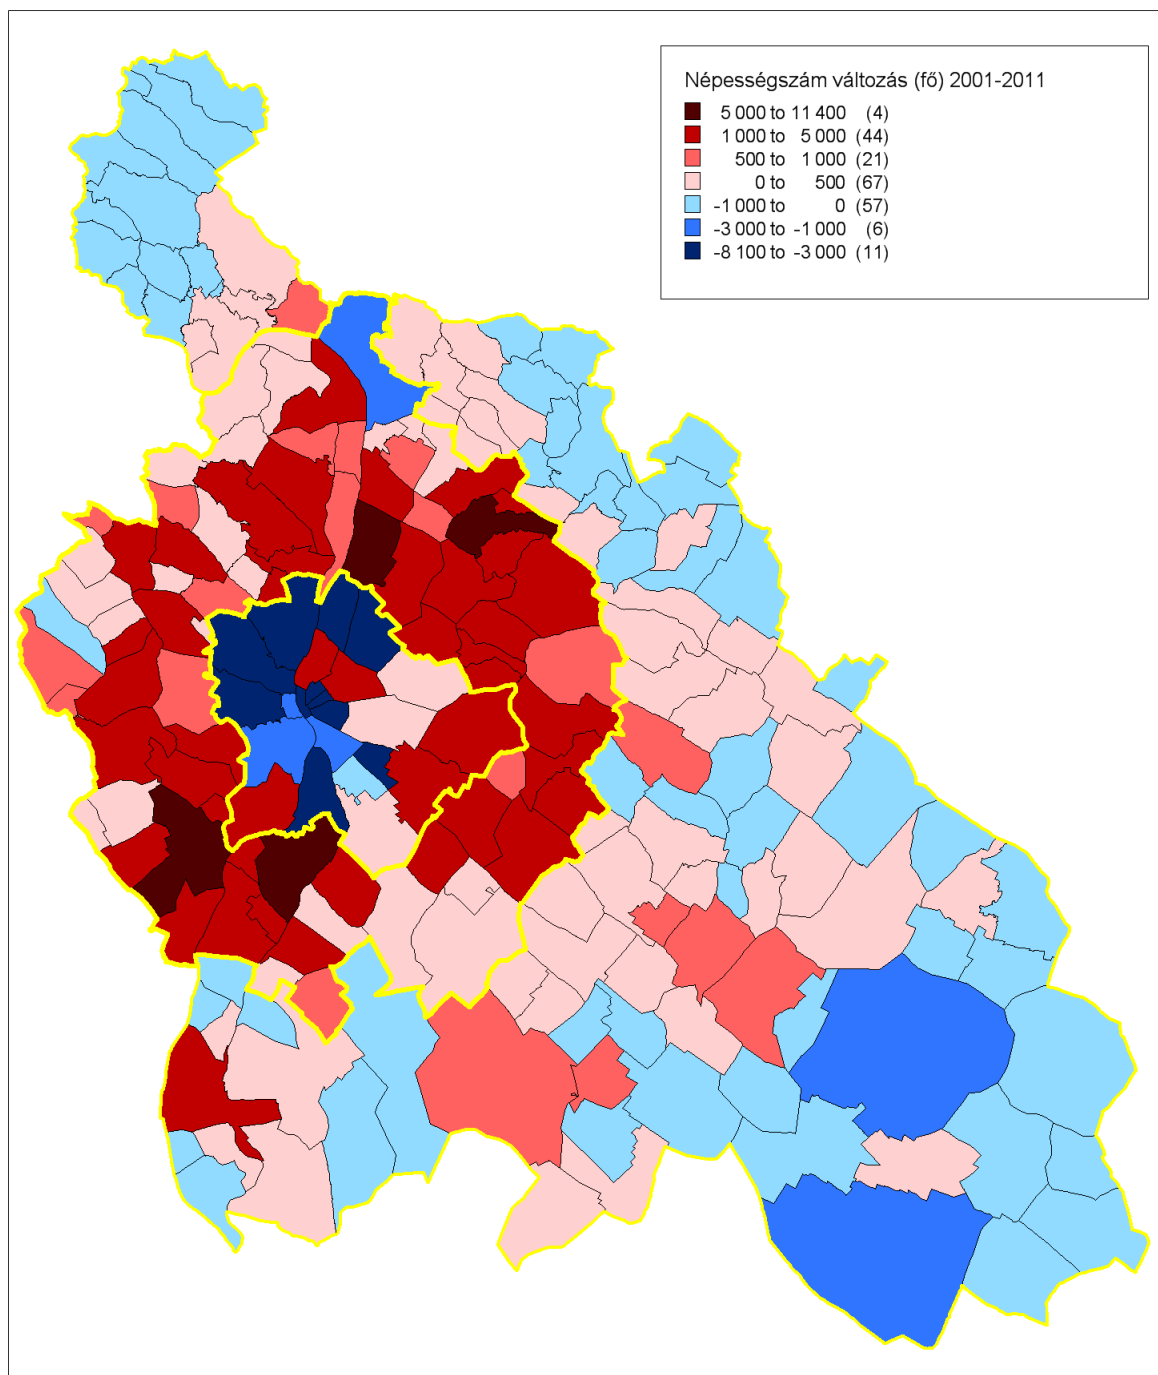 Népességszám változás (fő) 2001-2011
5 000 to 11 400 (4)
1 000 to 5 000 (44)
500 to 1 000 (21)
0 to 500 (67)
-1 000 to 0 (57)
-3 000 to -1 000 (6)
-8 100 to -3 000 (11)